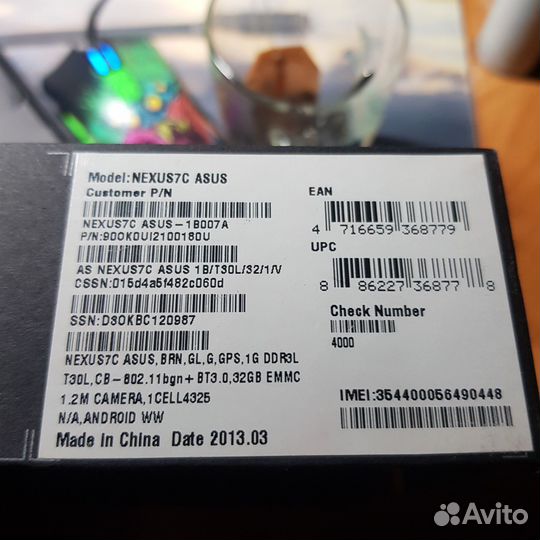 Model:NEXUS7C ASUS
Customer P/N
NEXUS7C ASUS-1B007A
P/N:90OK0UI2100180U
AS NEXUS7C ASUS 1B/T30L/32/1/V
CSSN:015d4a5f482c060d
SSN:D3OKBC120987
NEXUS7C ASUS,BRN,GL,G,GPS,1G DDR3L
T30L,CB-802.11bgn+BT3.0,32GB EMMC
1.2M CAMERA,1CELL4325
N/A,ANDROID WW
Made in China Date 2013.03
EAN
4 716659 368779
UPC
8 86227 36877 8
Check Number
4000
IMEI:354400056490448
Avito